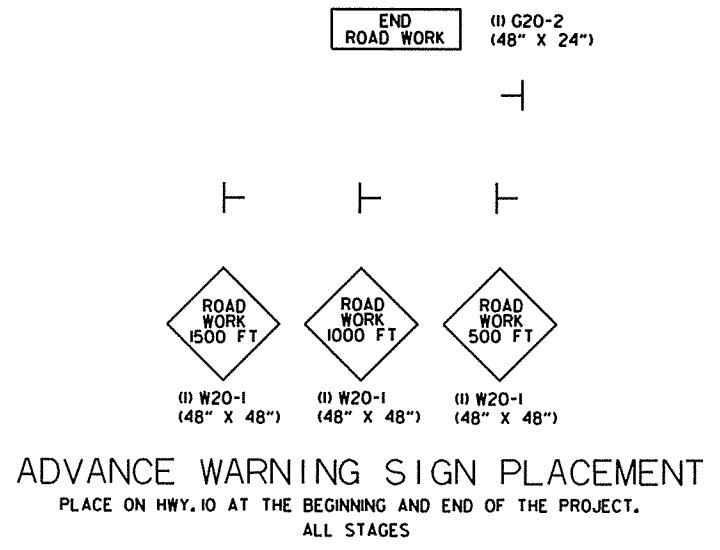 END
ROAD WORK
(1) G20-2
(48" X 24")
ROAD
WORK
1500 FT
ROAD
WORK
1000 FT
ROAD
WORK
500 FT
(1) W20-1
(48" X 48")
(1) W20-1
(48" X 48")
(1) W20-1
(48" X 48")
ADVANCE WARNING SIGN PLACEMENT
PLACE ON HWY. 10 AT THE BEGINNING AND END OF THE PROJECT.
ALL STAGES